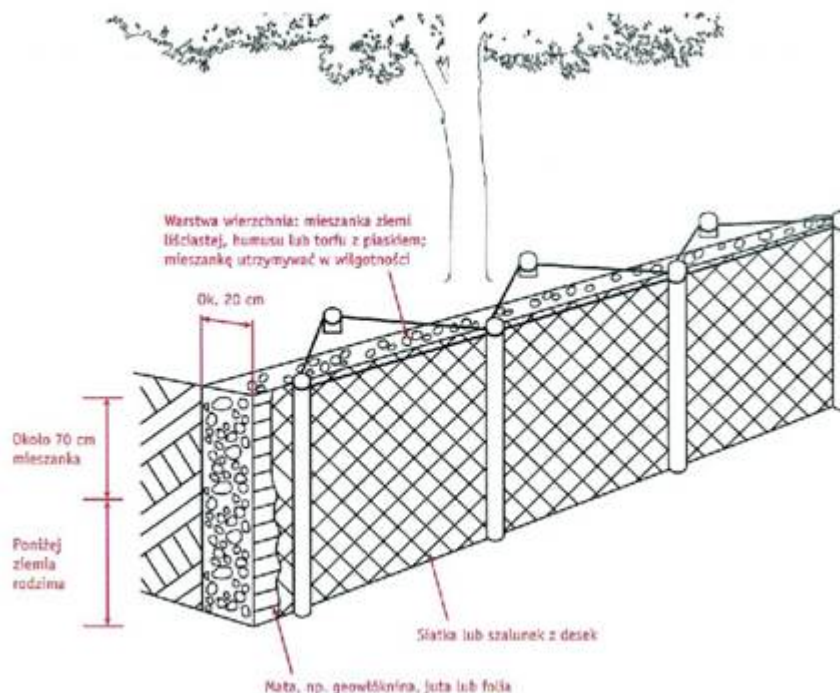 Warstwa wierzchnia: mieszanka ziemi
liściastej, humusu lub torfu z piaskiem;
mieszankę utrzymywać w wilgotności
Ok. 20 cm
Około 70 cm
mieszanka
Poniżej
ziemia
rodzima
Siatka lub szalunek z desek
Mata, np. geowłóknina, juta lub folia